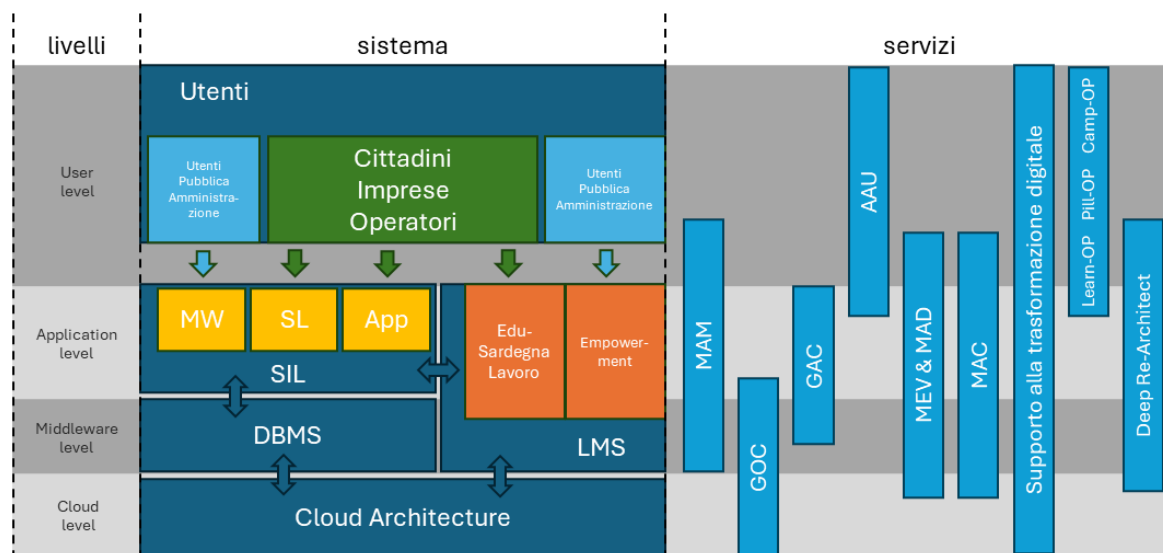 livelli
sistema
servizi
User
level
Application
level
Middleware
level
Cloud
level
Utenti
Utenti
Pubblica
Amministra-
zione
Cittadini
Imprese
Operatori
Utenti
Pubblica
Amministrazione
MW
SL
App
SIL
Edu-
Sardegna
Lavoro
Empower-
ment
DBMS
LMS
Cloud Architecture
MAM
GOC
GAC
AAU
MEV & MAD
MAC
Supporto alla trasformazione digitale
Learn-OP Pill-OP Camp-OP
Deep Re-Architect